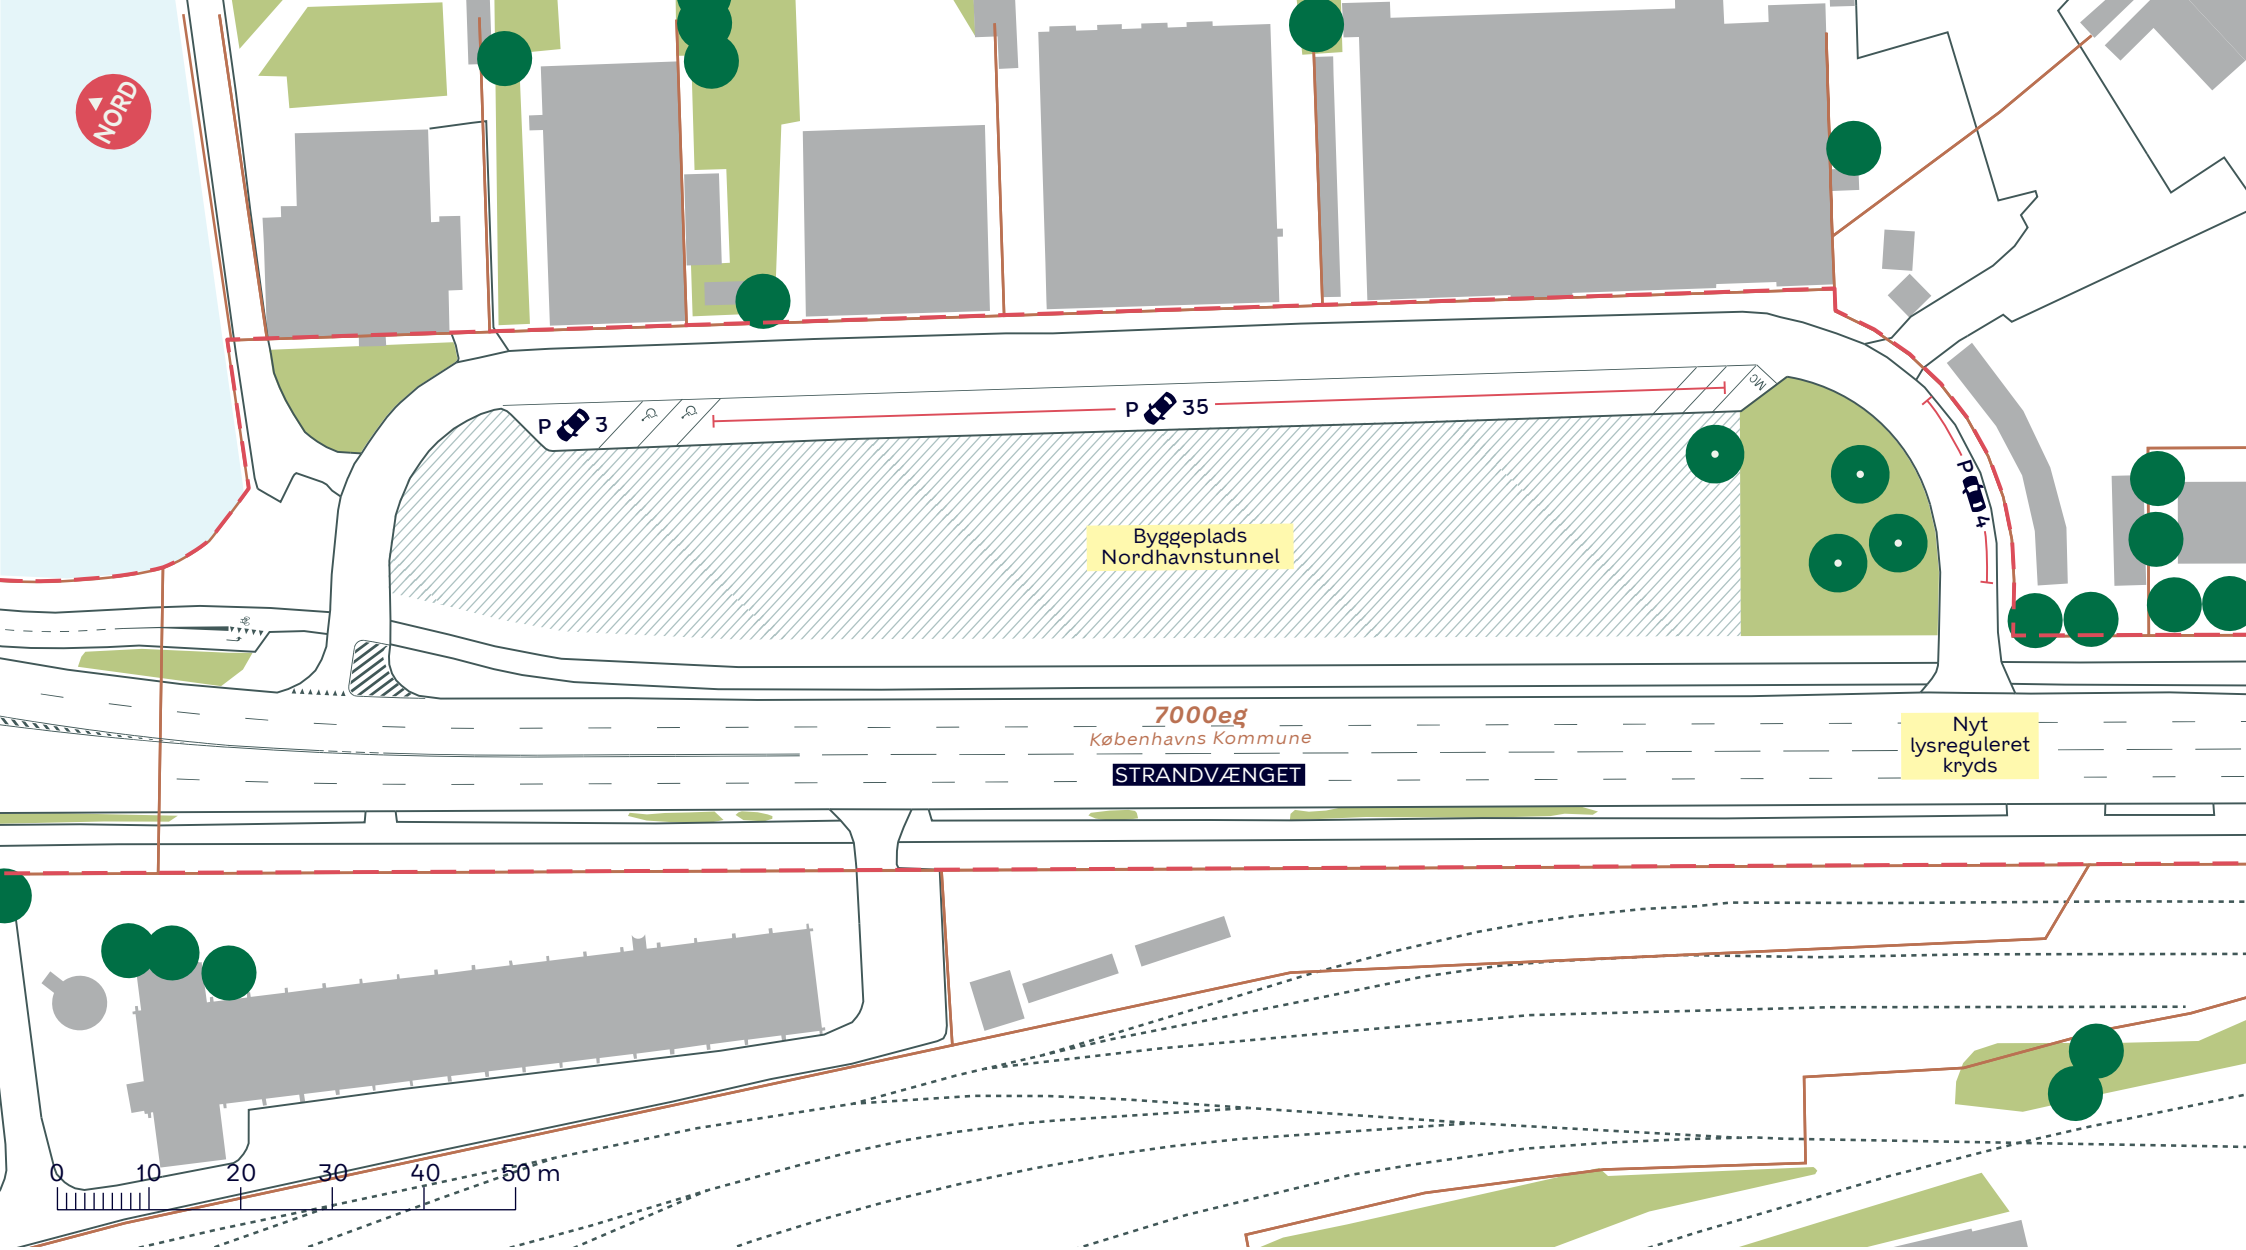 NORD
MC
P 3
P 35
P 4
Byggeplads
Nordhavnstunnel
7000eg
Københavns Kommune
STRANDVÆNGET
Nyt
lysreguleret
kryds
0 10 20 30 40 50 m